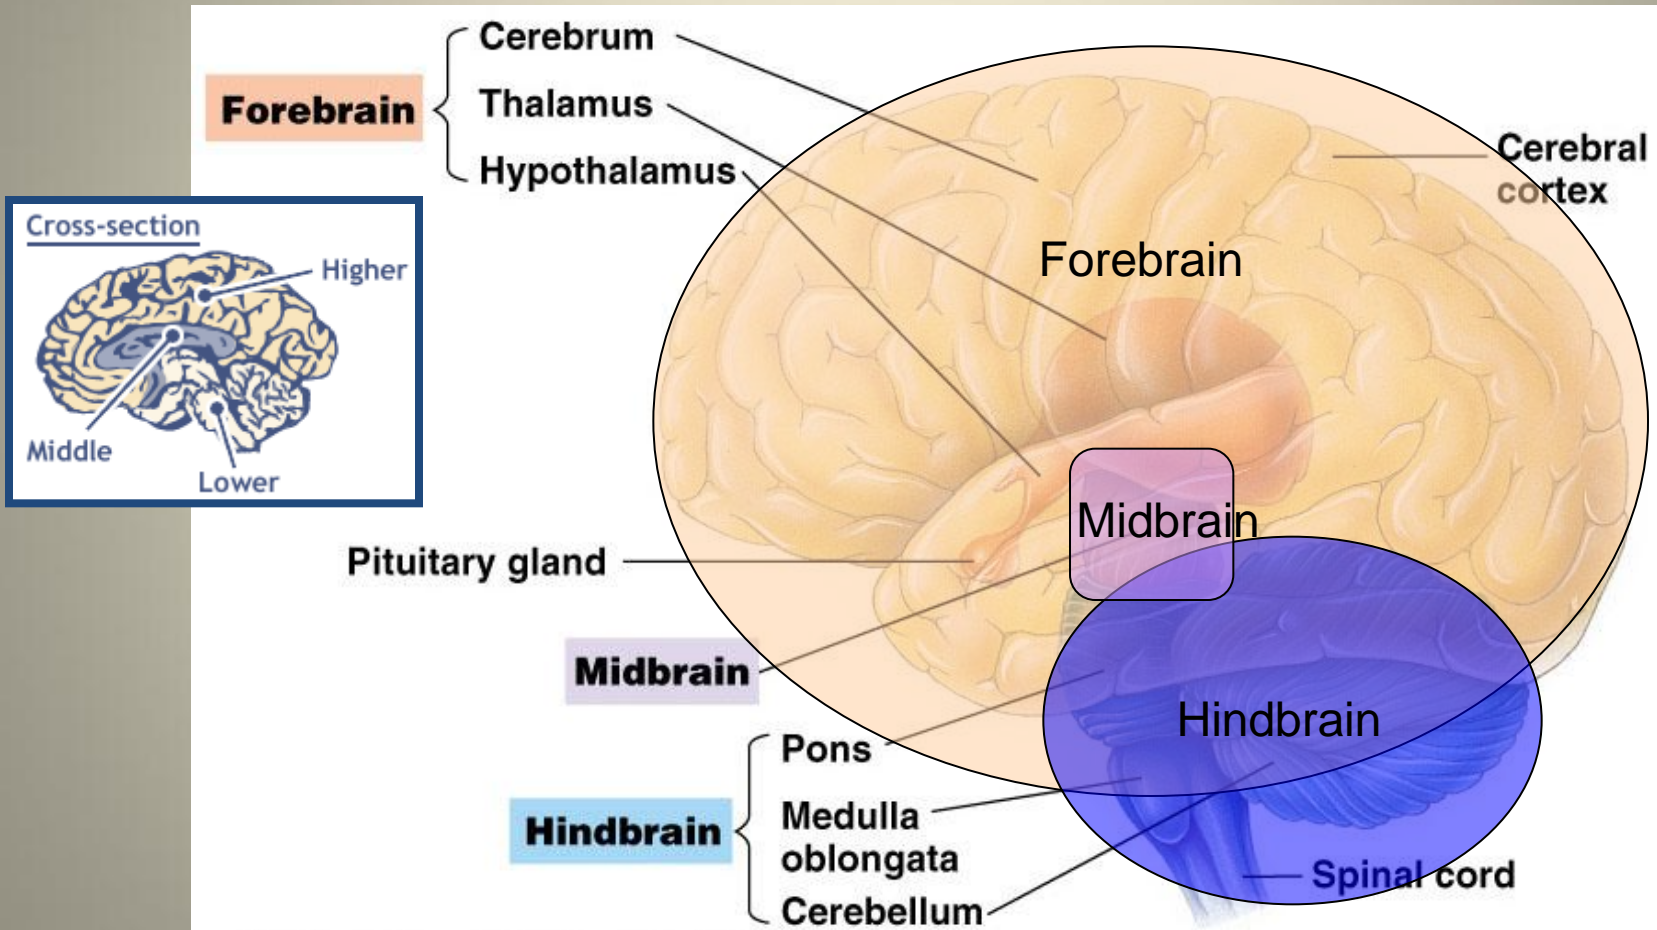 Forebrain
Cerebrum
Thalamus
Hypothalamus
Cerebral
cortex
Cross-section
Higher
Middle
Lower
Forebrain
Midbrain
Pituitary gland
Midbrain
Hindbrain
Hindbrain
Pons
Medulla
oblongata
Cerebellum
Spinal cord